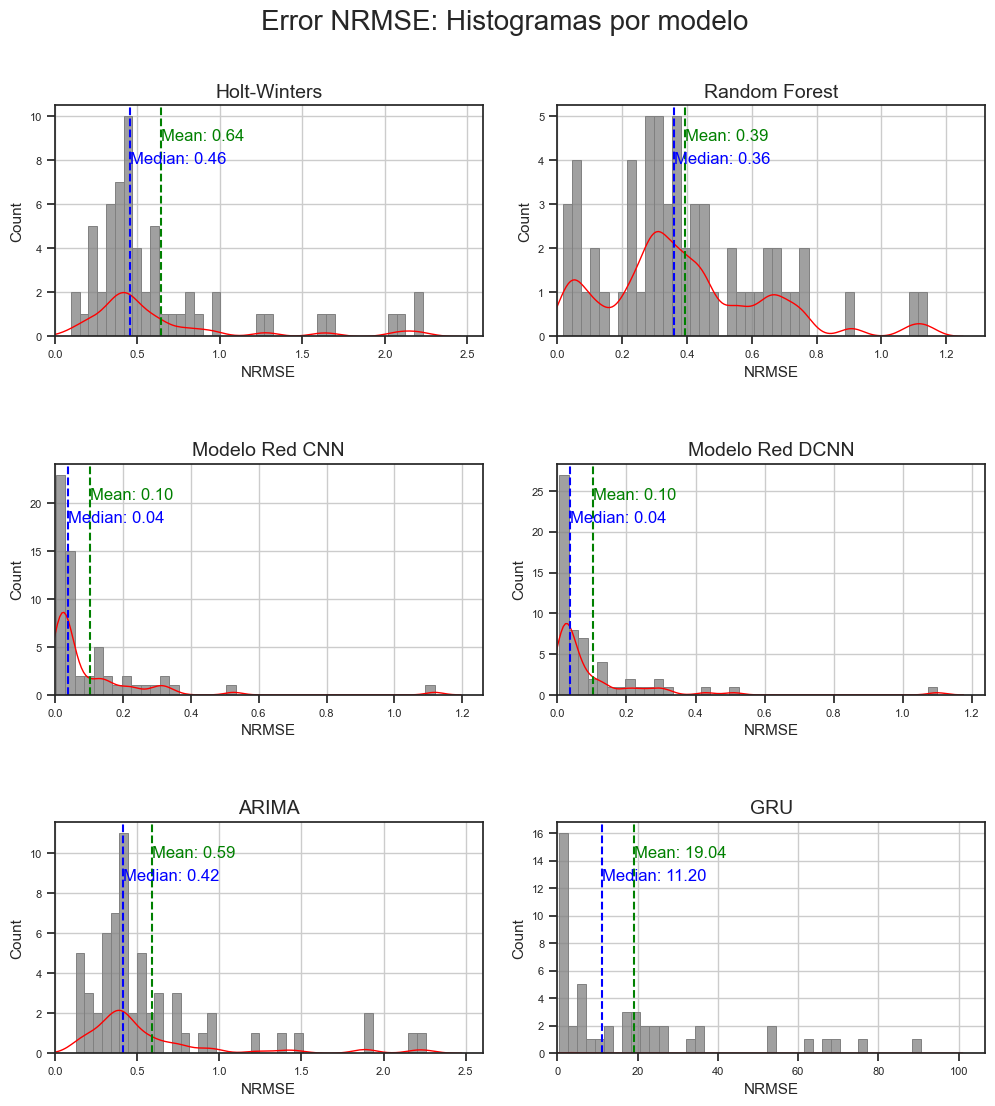 Error NRMSE: Histogramas por modelo
Holt-Winters
Random Forest
10
8
6
4
2
0
Count
Mean: 0.64
Median: 0.46
0.0 0.5 1.0 1.5 2.0 2.5
NRMSE
5
4
3
2
1
0
Count
Mean: 0.39
Median: 0.36
0.0 0.2 0.4 0.6 0.8 1.0 1.2
NRMSE
Modelo Red CNN
Modelo Red DCNN
20
15
10
5
0
Count
Mean: 0.10
Median: 0.04
0.0 0.2 0.4 0.6 0.8 1.0 1.2
NRMSE
25
20
15
10
5
0
Count
Mean: 0.10
Median: 0.04
0.0 0.2 0.4 0.6 0.8 1.0 1.2
NRMSE
ARIMA
GRU
10
8
6
4
2
0
Count
Mean: 0.59
Median: 0.42
0.0 0.5 1.0 1.5 2.0 2.5
NRMSE
16
14
12
10
8
6
4
2
0
Count
Mean: 19.04
Median: 11.20
0 20 40 60 80 100
NRMSE